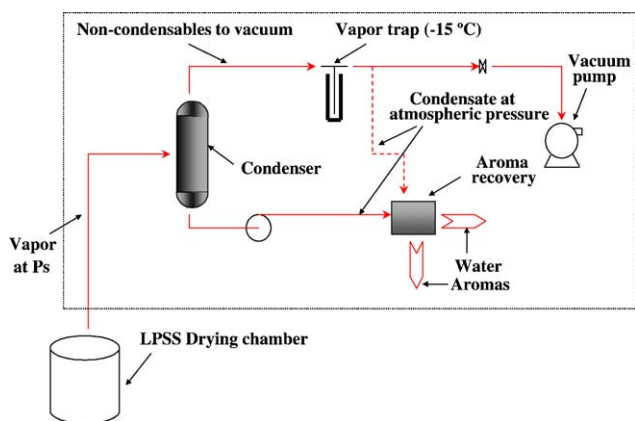 Non-condensables to vacuum
Vapor trap (-15 ºC)
Vacuum
pump
Condensate at
atmospheric pressure
Condenser
Aroma
recovery
Vapor
at Ps
Water
Aromas
LPSS Drying chamber